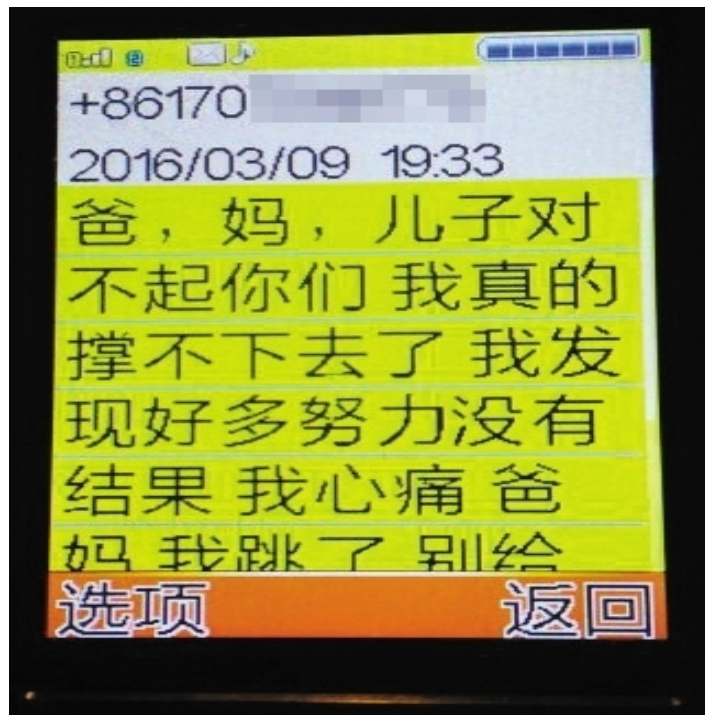 +86170
2016/03/09 19:33
爸，妈，儿子对
不起你们 我真的
撑不下去了 我发
现好多努力没有
结果 我心痛 爸
妈 我跳了 别给
选项 返回